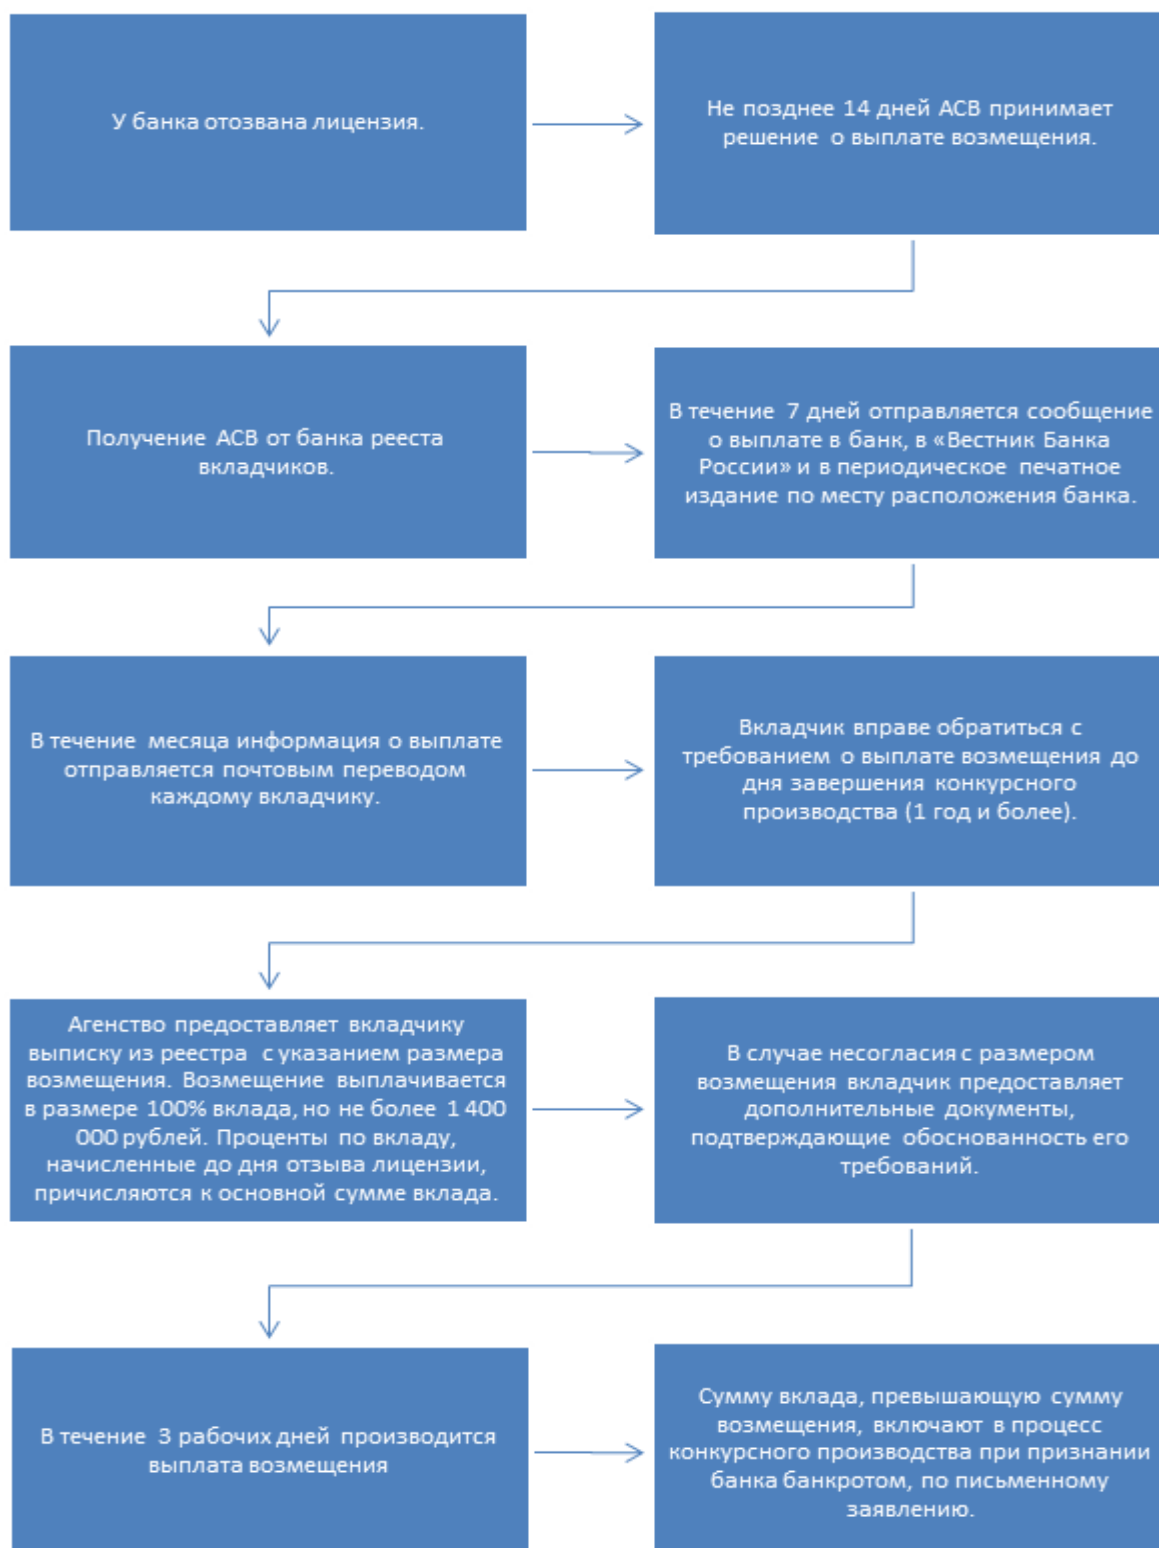 У банка отозвана лицензия.
Не позднее 14 дней АСВ принимает
решение о выплате возмещения.
Получение АСВ от банка рееста
вкладчиков.
В течение 7 дней отправляется сообщение
о выплате в банк, в «Вестник Банка
России» и в периодическое печатное
издание по месту расположения банка.
В течение месяца информация о выплате
отправляется почтовым переводом
каждому вкладчику.
Вкладчик вправе обратиться с
требованием о выплате возмещения до
дня завершения конкурсного
производства (1 год и более).
Агенство предоставляет вкладчику
выписку из реестра с указанием размера
возмещения. Возмещение выплачивается
в размере 100% вклада, но не более 1 400
000 рублей. Проценты по вкладу,
начисленные до дня отзыва лицензии,
причисляются к основной сумме вклада.
В случае несогласия с размером
возмещения вкладчик предоставляет
дополнительные документы,
подтверждающие обоснованность его
требований.
В течение 3 рабочих дней производится
выплата возмещения
Сумму вклада, превышающую сумму
возмещения, включают в процесс
конкурсного производства при признании
банка банкротом, по письменному
заявлению.